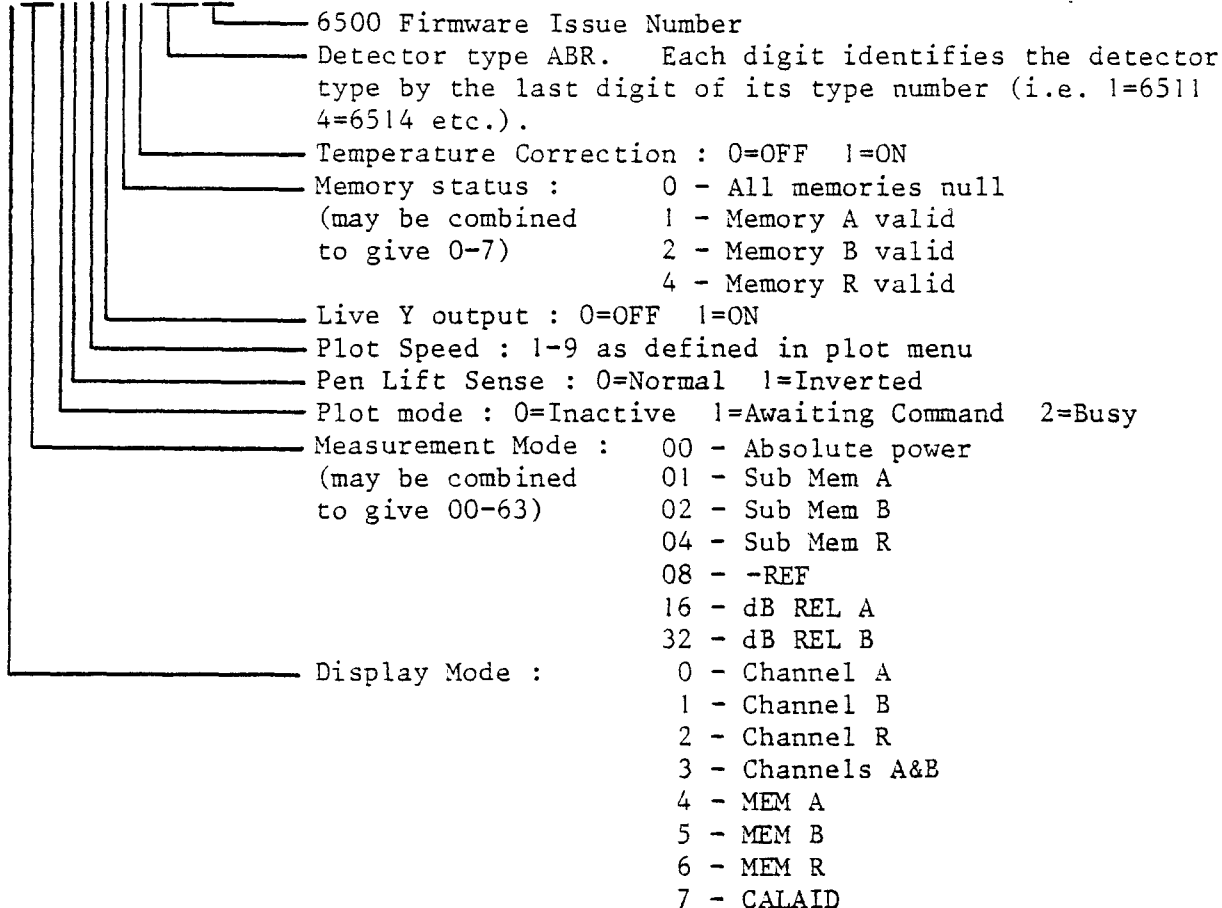 6500 Firmware Issue Number
Detector type ABR. Each digit identifies the detector
type by the last digit of its type number (i.e. 1=6511
4=6514 etc.).
Temperature Correction : 0=OFF 1=ON
Memory status : 0 - All memories null
(may be combined 1 - Memory A valid
to give 0-7) 2 - Memory B valid
4 - Memory R valid
Live Y output : 0=OFF 1=ON
Plot Speed : 1-9 as defined in plot menu
Pen Lift Sense : 0=Normal 1=Inverted
Plot mode : 0=Inactive 1=Awaiting Command 2=Busy
Measurement Mode : 00 - Absolute power
(may be combined 01 - Sub Mem A
to give 00-63) 02 - Sub Mem B
04 - Sub Mem R
08 - -REF
16 - dB REL A
32 - dB REL B
Display Mode : 0 - Channel A
1 - Channel B
2 - Channel R
3 - Channels A&B
4 - MEM A
5 - MEM B
6 - MEM R
7 - CALAID